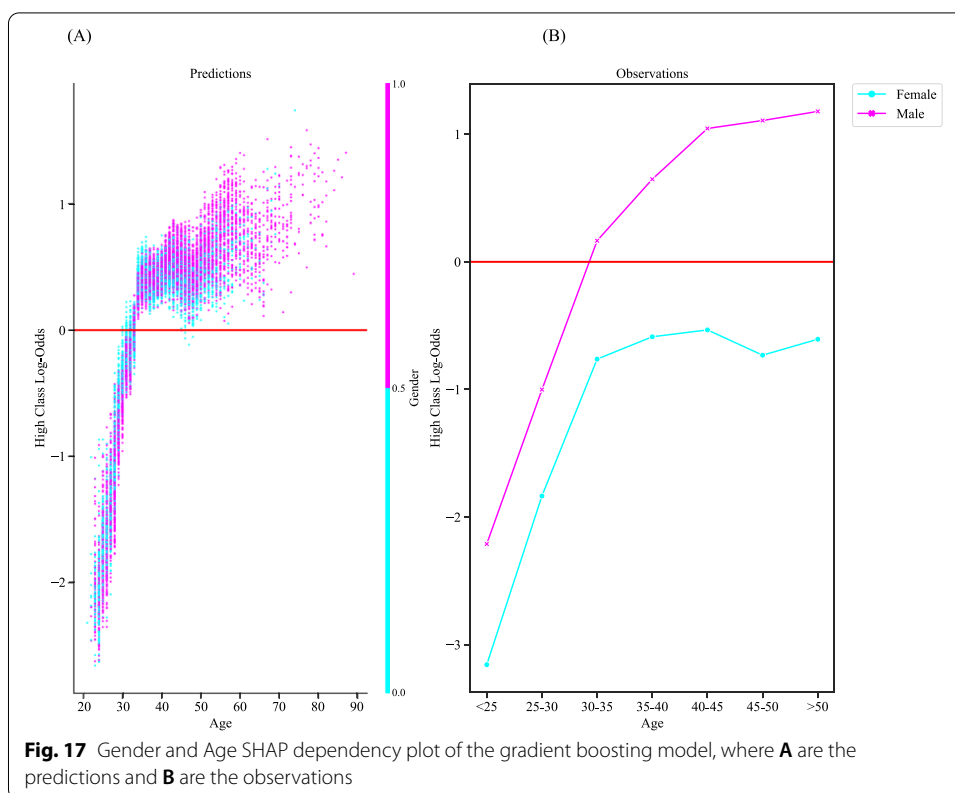 (A)
(B)
Predictions
Observations
High Class Log-Odds
1
0
−1
−2
20 30 40 50 60 70 80 90
Age
1.0
0.5
0.0
Gender
High Class Log-Odds
1
0
−1
−2
−3
<25 25-30 30-35 35-40 40-45 45-50 >50
Age
Female
Male
Fig. 17 Gender and Age SHAP dependency plot of the gradient boosting model, where A are the
predictions and B are the observations